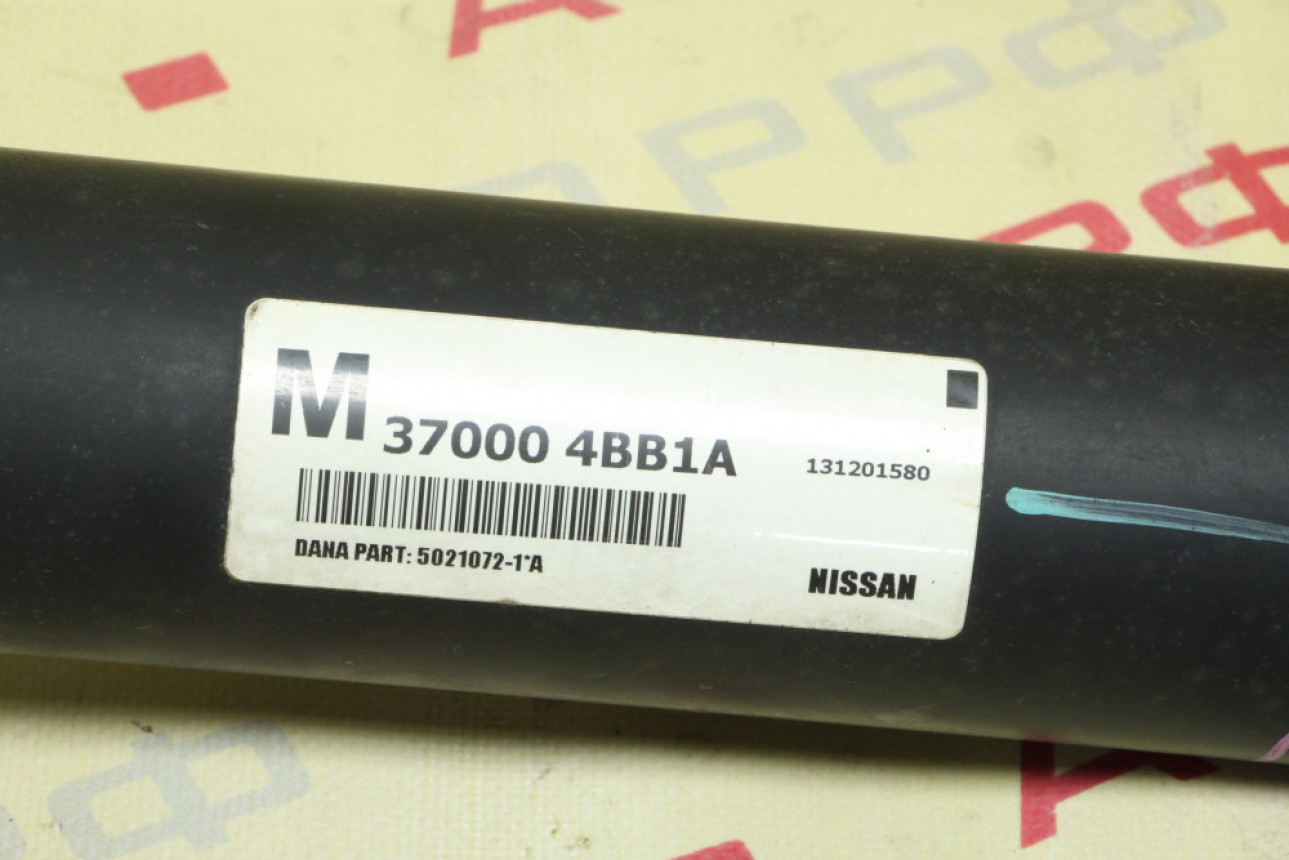 M 37000 4BB1A
131201580
DANA PART: 5021072-1*A
NISSAN